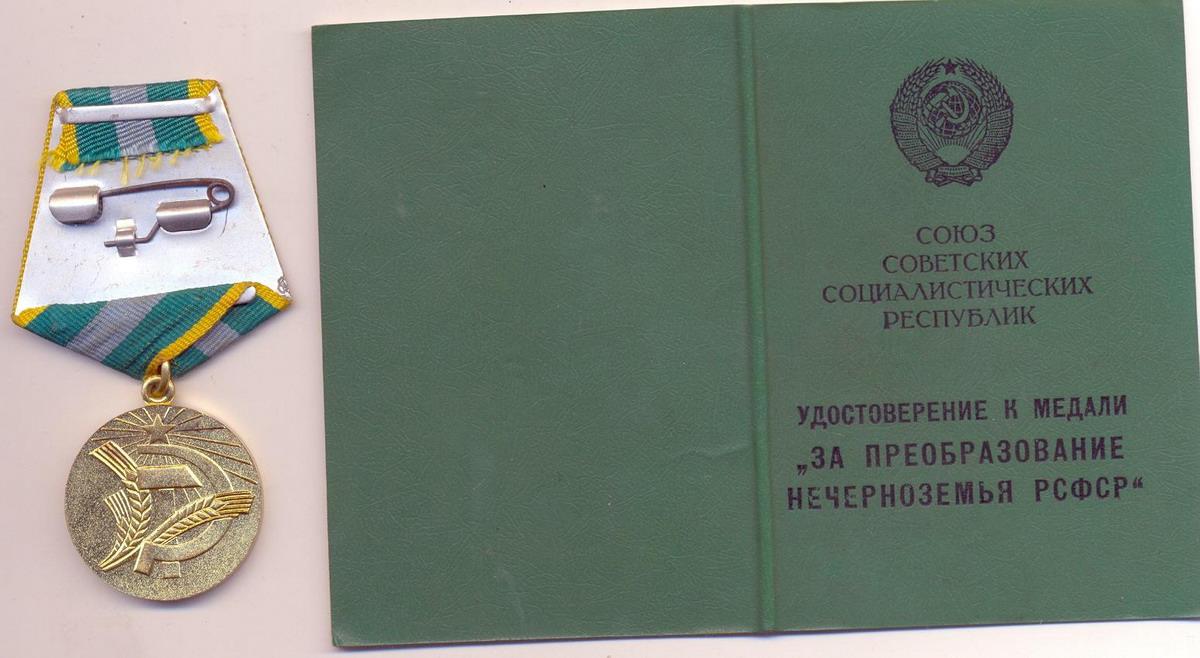 СОЮЗ
СОВЕТСКИХ
СОЦИАЛИСТИЧЕСКИХ
РЕСПУБЛИК
УДОСТОВЕРЕНИЕ К МЕДАЛИ
„ЗА ПРЕОБРАЗОВАНИЕ
НЕЧЕРНОЗЕМЬЯ РСФСР“